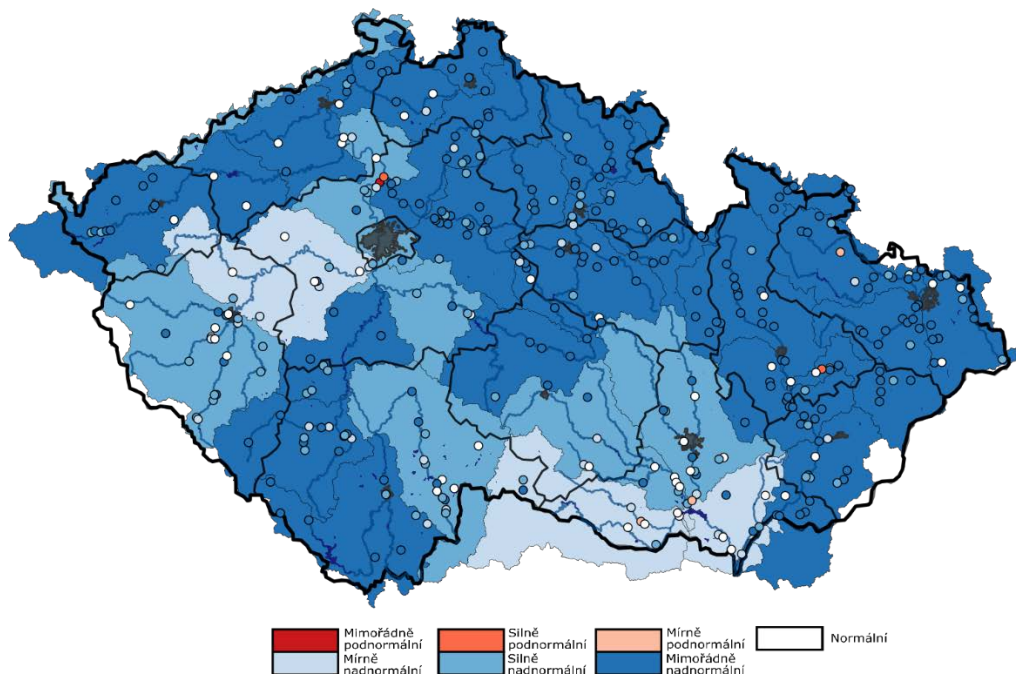 Mimořádně
podnormální
Silně
podnormální
Mírně
podnormální
Normální
Mírně
nadnormální
Silně
nadnormální
Mimořádně
nadnormální